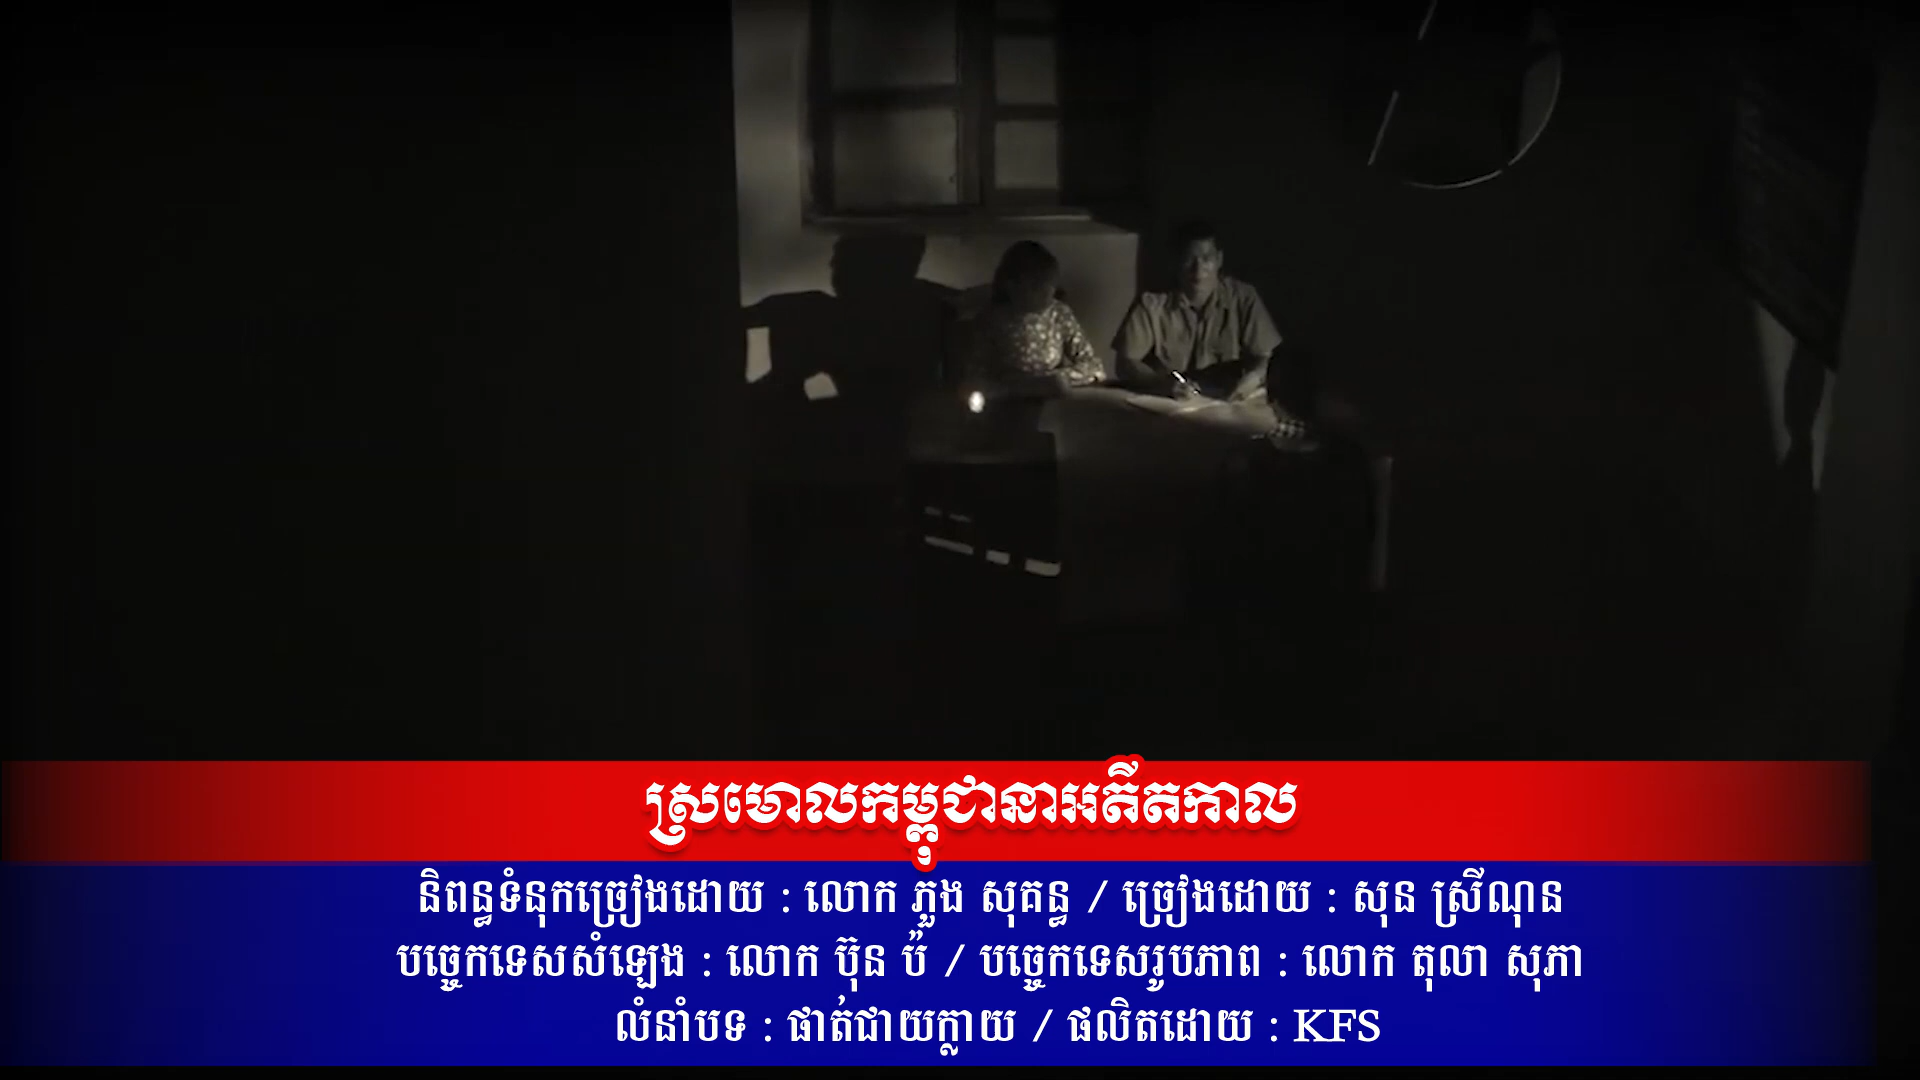 ស្រមោលកម្ពុជានាអតីតកាល
និពន្ធទំនុកច្រៀងដោយ : លោក ភួង សុគន្ធ / ច្រៀងដោយ : សុន ស្រីណុន
បច្ចេកទេសសំឡេង : លោក ប៊ុន ប៉ / បច្ចេកទេសរូបភាព : លោក តុលា សុភា
លំនាំបទ : ផាត់ជាយក្លាយ / ផលិតដោយ : KFS